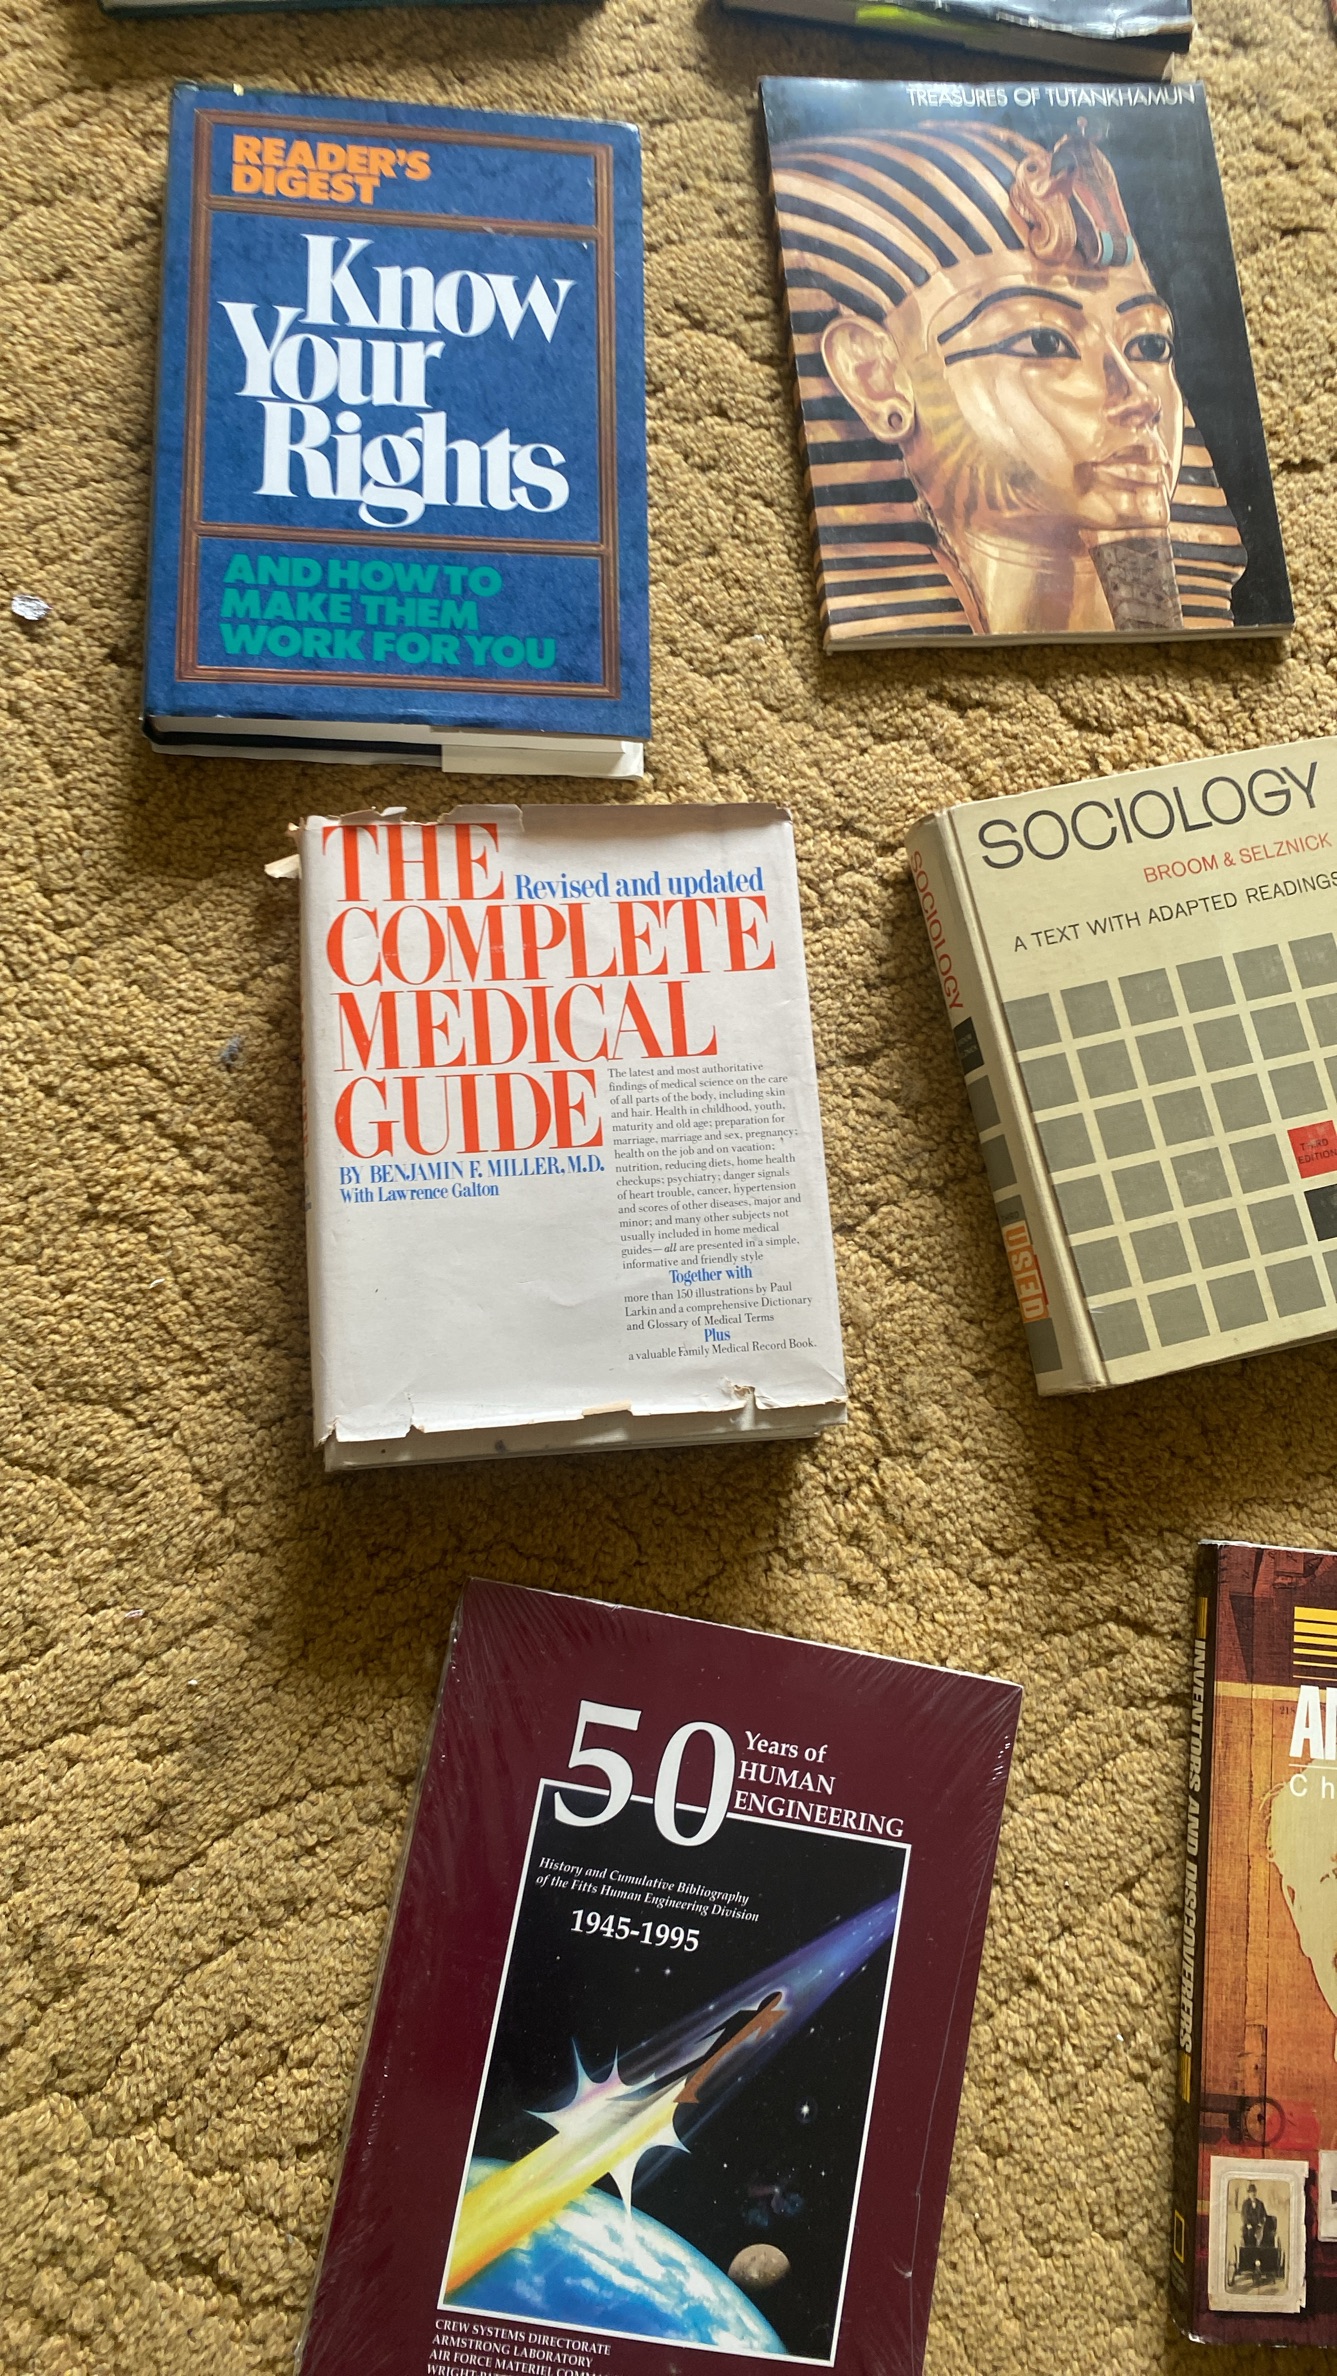 READER'S
DIGEST
Know
Your
Rights
AND HOW TO
MAKE THEM
WORK FOR YOU
TREASURES OF TUTANKHAMUN
THE
Revised and updated
COMPLETE
MEDICAL
GUIDE
BY BENJAMIN F. MILLER, M.D.
With Lawrence Galton
The latest and most authoritative
findings of medical science on the care
of all parts of the body, including skin
and hair. Health in childhood, youth,
maturity and old age; preparation for
marriage, marriage and sex, pregnancy;
health on the job and on vacation;
nutrition, reducing diets, home health
checkups; psychiatry; danger signals
of heart trouble, cancer, hypertension
and scores of other diseases, major and
minor; and many other subjects not
usually included in home medical
guides—all are presented in a simple,
informative and friendly style
Together with
more than 150 illustrations by Paul
Larkin and a comprehensive Dictionary
and Glossary of Medical Terms
Plus
a valuable Family Medical Record Book.
SOCIOLOGY
BROOM & SELZNICK
A TEXT WITH ADAPTED READINGS
THIRD
EDITION
SOCIOLOGY
USED
50 Years of
HUMAN
ENGINEERING
History and Cumulative Bibliography
of the Fitts Human Engineering Division
1945-1995
CREW SYSTEMS DIRECTORATE
ARMSTRONG LABORATORY
AIR FORCE MATERIEL
INVENTORS AND DISCOVERERS
Ch